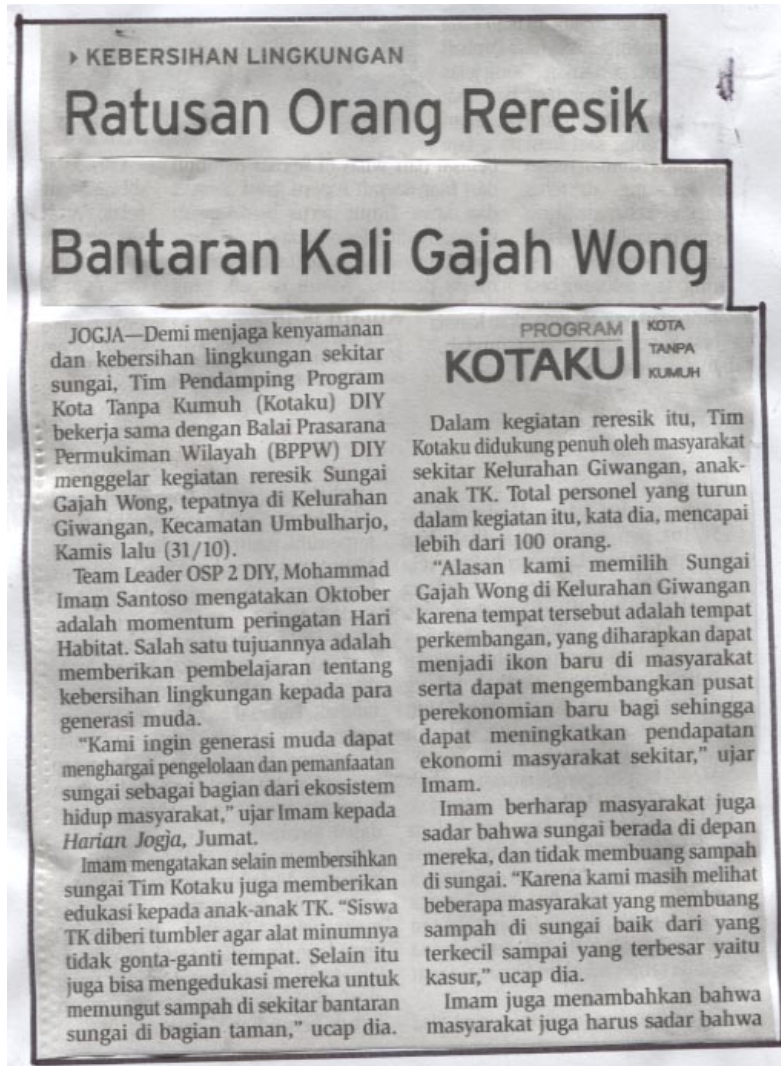 KEBERSIHAN LINGKUNGAN
Ratusan Orang Reresik
Bantaran Kali Gajah Wong
JOGJA—Demi menjaga kenyamanan
dan kebersihan lingkungan sekitar
sungai, Tim Pendamping Program
Kota Tanpa Kumuh (Kotaku) DIY
bekerja sama dengan Balai Prasarana
Permukiman Wilayah (BPPW) DIY
menggelar kegiatan reresik Sungai
Gajah Wong, tepatnya di Kelurahan
Giwangan, Kecamatan Umbulharjo,
Kamis lalu (31/10).
Team Leader OSP 2 DIY, Mohammad
Imam Santoso mengatakan Oktober
adalah momentum peringatan Hari
Habitat. Salah satu tujuannya adalah
memberikan pembelajaran tentang
kebersihan lingkungan kepada para
generasi muda.
“Kami ingin generasi muda dapat
menghargai pengelolaan dan pemanfaatan
sungai sebagai bagian dari ekosistem
hidup masyarakat,” ujar Imam kepada
Harian Jogja, Jumat.
Imam mengatakan selain membersihkan
sungai Tim Kotaku juga memberikan
edukasi kepada anak-anak TK. “Siswa
TK diberi tumbler agar alat minumnya
tidak gonta-ganti tempat. Selain itu
juga bisa mengedukasi mereka untuk
memungut sampah di sekitar bantaran
sungai di bagian taman,” ucap dia.
PROGRAM
KOTAKU
KOTA
TANPA
KUMUH
Dalam kegiatan reresik itu, Tim
Kotaku didukung penuh oleh masyarakat
sekitar Kelurahan Giwangan, anak-
anak TK. Total personel yang turun
dalam kegiatan itu, kata dia, mencapai
lebih dari 100 orang.
“Alasan kami memilih Sungai
Gajah Wong di Kelurahan Giwangan
karena tempat tersebut adalah tempat
perkembangan, yang diharapkan dapat
menjadi ikon baru di masyarakat
serta dapat mengembangkan pusat
perekonomian baru bagi sehingga
dapat meningkatkan pendapatan
ekonomi masyarakat sekitar,” ujar
Imam.
Imam berharap masyarakat juga
sadar bahwa sungai berada di depan
mereka, dan tidak membuang sampah
di sungai. “Karena kami masih melihat
beberapa masyarakat yang membuang
sampah di sungai baik dari yang
terkecil sampai yang terbesar yaitu
kasur,” ucap dia.
Imam juga menambahkan bahwa
masyarakat juga harus sadar bahwa